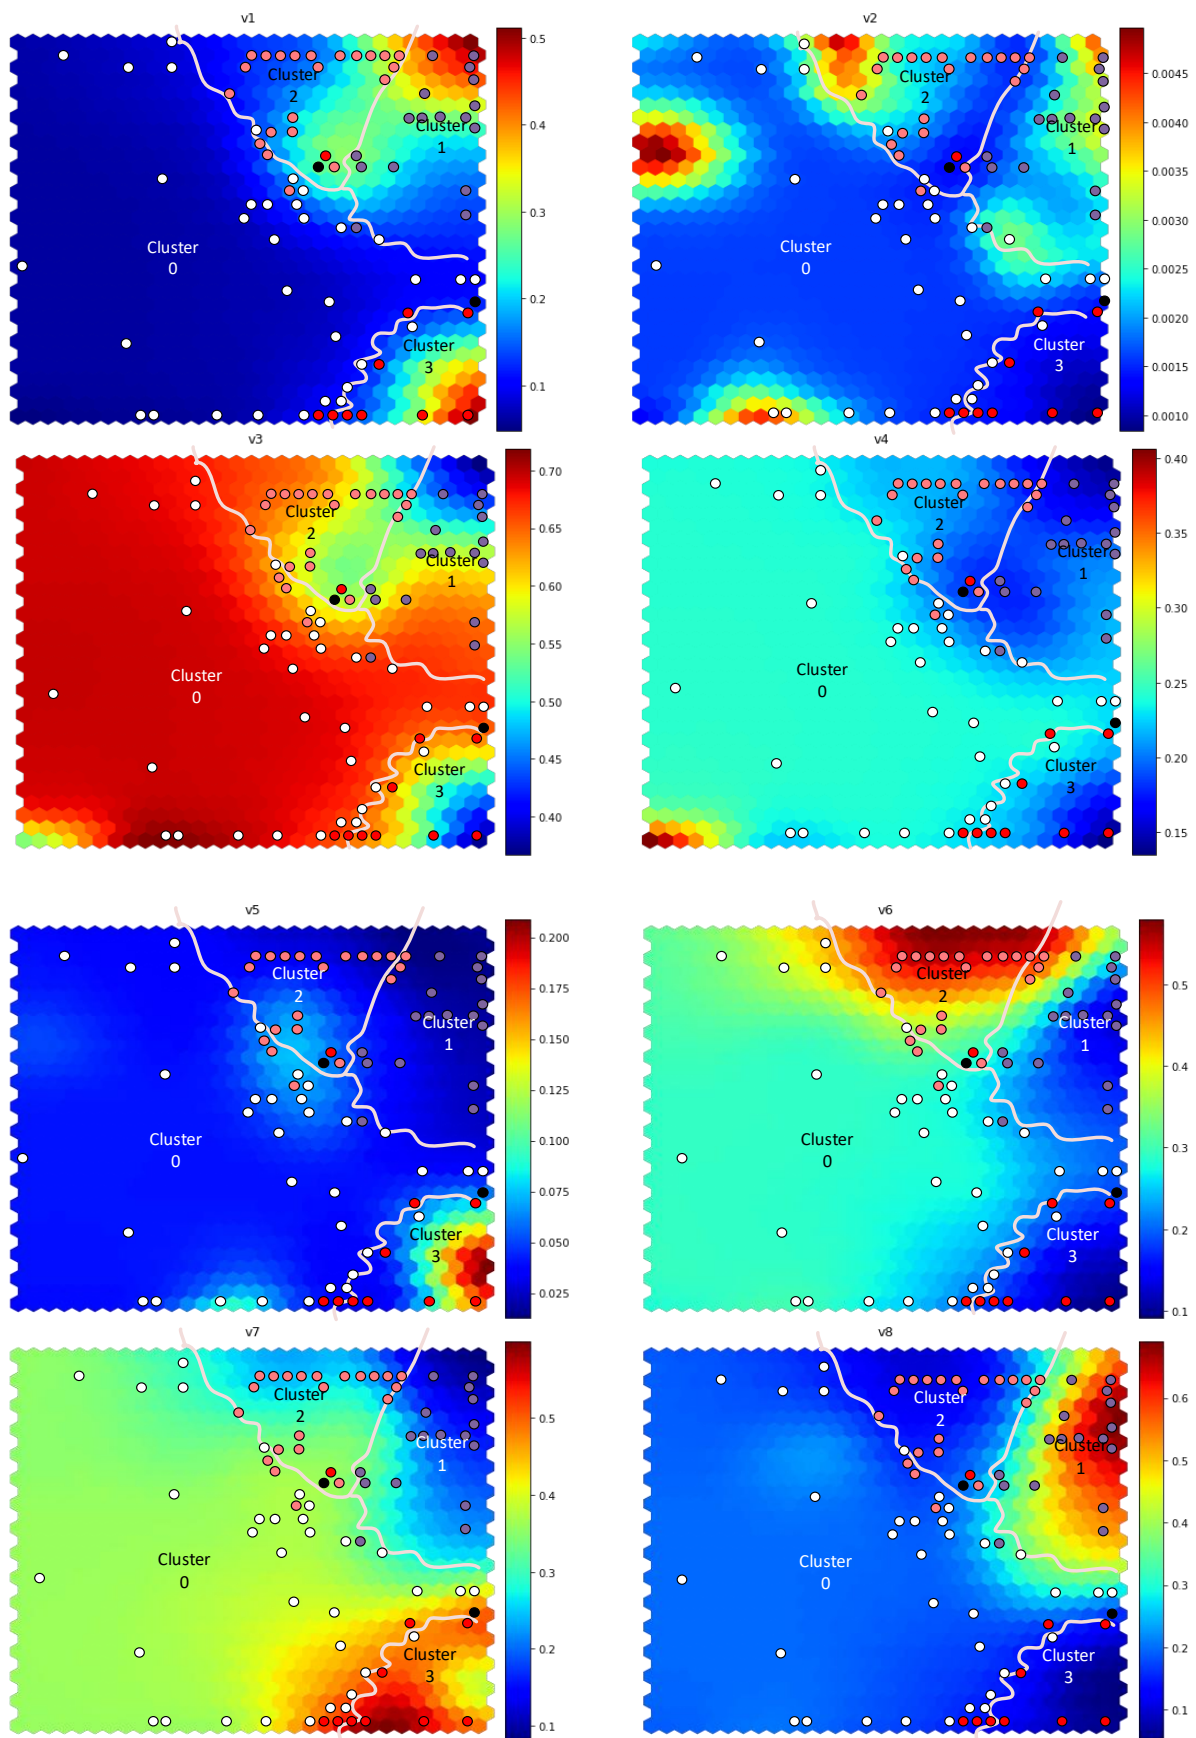 v1
Cluster
2
Cluster
1
Cluster
0
Cluster
3
0.5
0.4
0.3
0.2
0.1
v2
Cluster
2
Cluster
1
Cluster
0
Cluster
3
0.0045
0.0040
0.0035
0.0030
0.0025
0.0020
0.0015
0.0010
v3
Cluster
2
Cluster
1
Cluster
0
Cluster
3
0.70
0.65
0.60
0.55
0.50
0.45
0.40
v4
Cluster
2
Cluster
1
Cluster
0
Cluster
3
0.40
0.35
0.30
0.25
0.20
0.15
v5
Cluster
2
Cluster
1
Cluster
0
Cluster
3
0.200
0.175
0.150
0.125
0.100
0.075
0.050
0.025
v6
Cluster
2
Cluster
1
Cluster
0
Cluster
3
0.5
0.4
0.3
0.2
0.1
v7
Cluster
2
Cluster
1
Cluster
0
Cluster
3
0.5
0.4
0.3
0.2
0.1
v8
Cluster
2
Cluster
1
Cluster
0
Cluster
3
0.6
0.5
0.4
0.3
0.2
0.1